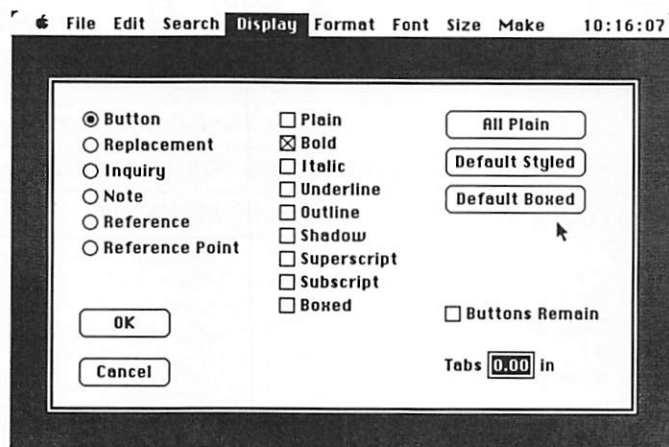 File Edit Search Display Format Font Size Make 10:16:07
Button
Replacement
Inquiry
Note
Reference
Reference Point
OK
Cancel
Plain
Bold
Italic
Underline
Outline
Shadow
Superscript
Subscript
Boxed
All Plain
Default Styled
Default Boxed
Buttons Remain
Tabs 0.00 in